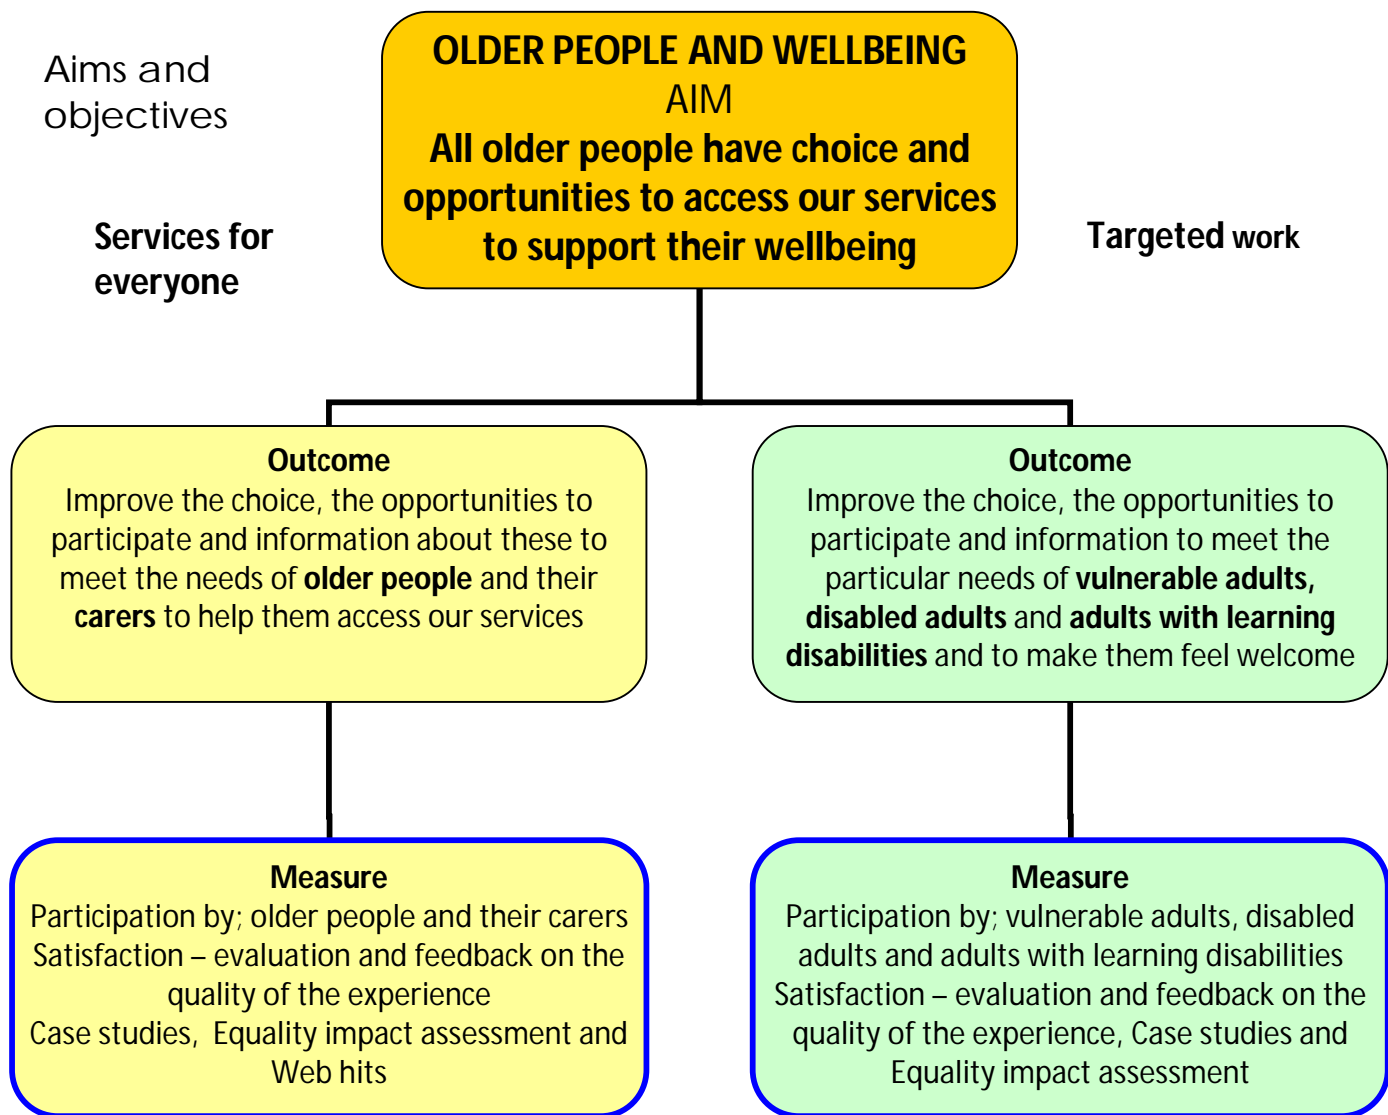 Aims and
objectives
OLDER PEOPLE AND WELLBEING
AIM
All older people have choice and
opportunities to access our services
to support their wellbeing
Services for
everyone
Targeted work
Outcome
Improve the choice, the opportunities to
participate and information about these to
meet the needs of older people and their
carers to help them access our services
Outcome
Improve the choice, the opportunities to
participate and information to meet the
particular needs of vulnerable adults,
disabled adults and adults with learning
disabilities and to make them feel welcome
Measure
Participation by; older people and their carers
Satisfaction – evaluation and feedback on the
quality of the experience
Case studies, Equality impact assessment and
Web hits
Measure
Participation by; vulnerable adults, disabled
adults and adults with learning disabilities
Satisfaction – evaluation and feedback on the
quality of the experience, Case studies and
Equality impact assessment